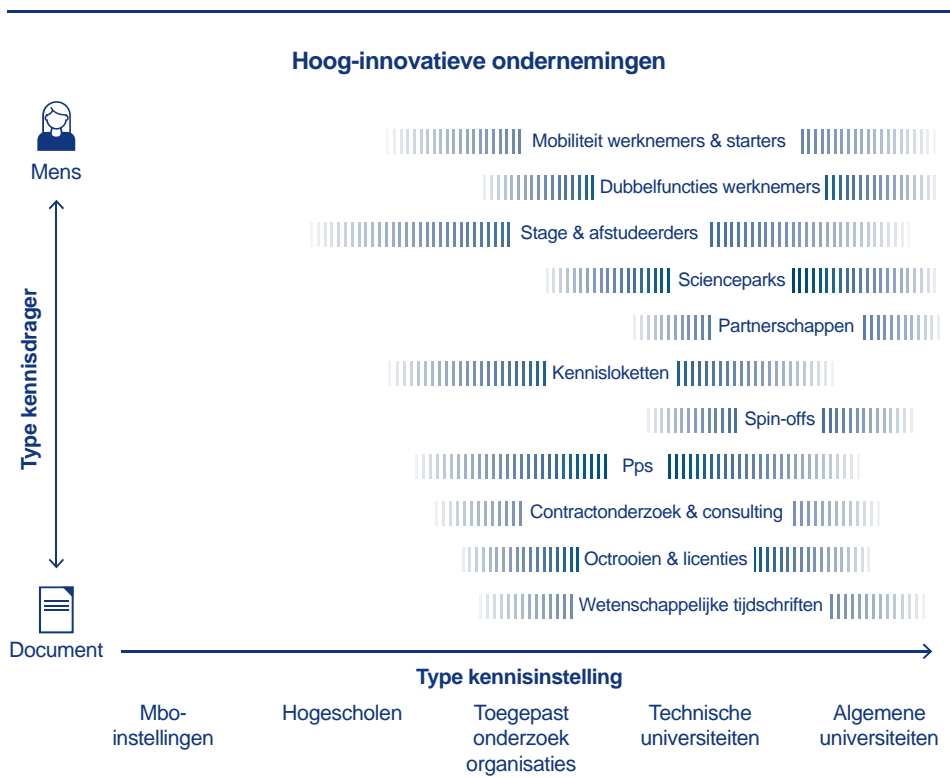 Hoog-innovatieve ondernemingen
Mens
Mobiliteit werknemers & starters
Dubbelfuncties werknemers
Stage & afstudeerders
Scienceparks
Partnerschappen
Kennisloketten
Spin-offs
Pps
Contractonderzoek & consulting
Octrooien & licenties
Wetenschappelijke tijdschriften
Type kennisdrager
Document
Type kennisinstelling
Mbo-
instellingen
Hogescholen
Toegepast
onderzoek
organisaties
Technische
universiteiten
Algemene
universiteiten